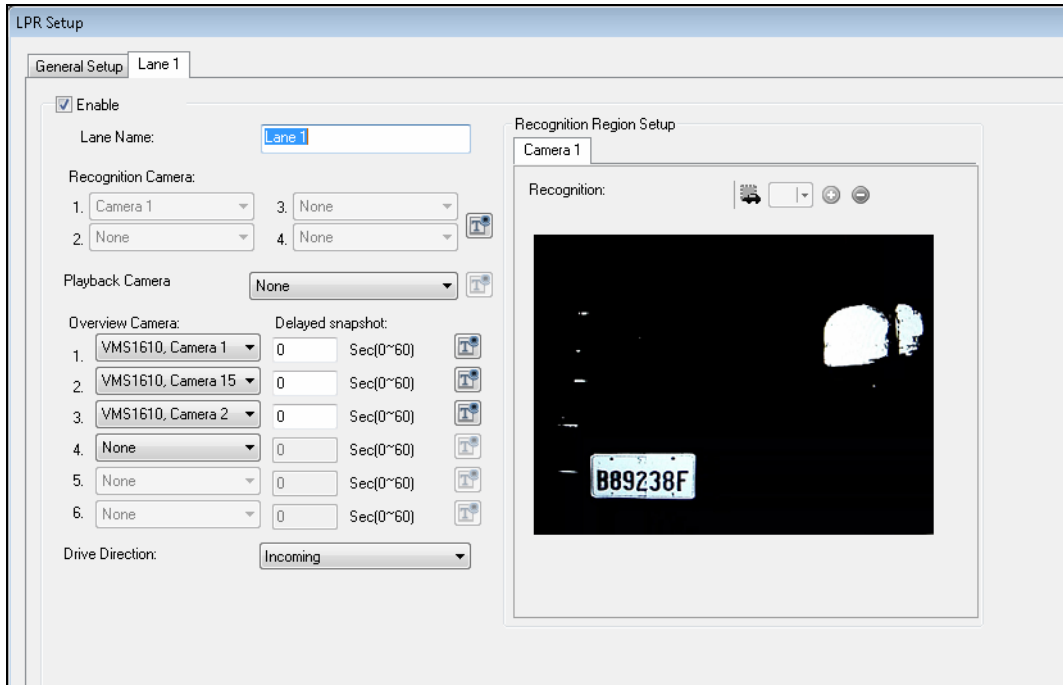 LPR Setup
General Setup
Lane 1
Enable
Lane Name:
Lane 1
Recognition Camera:
1. Camera 1
3. None
2. None
4. None
Playback Camera
None
Overview Camera:
Delayed snapshot:
1. VMS1610, Camera 1
0
Sec(0~60)
2. VMS1610, Camera 15
0
Sec(0~60)
3. VMS1610, Camera 2
0
Sec(0~60)
4. None
0
Sec(0~60)
5. None
0
Sec(0~60)
6. None
0
Sec(0~60)
Drive Direction:
Incoming
Recognition Region Setup
Camera 1
Recognition:
B89238F